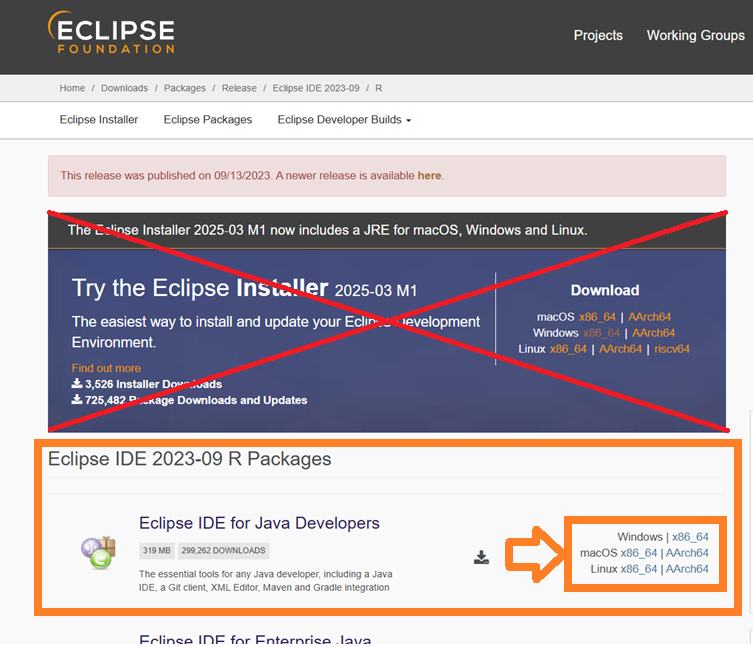 ECLIPSE
FOUNDATION
Projects Working Groups
Home / Downloads / Packages / Release / Eclipse IDE 2023-09 / R
Eclipse Installer Eclipse Packages Eclipse Developer Builds
This release was published on 09/13/2023. A newer release is available here.
The Eclipse Installer 2025-03 M1 now includes a JRE for macOS, Windows and Linux.
Try the Eclipse Installer 2025-03 M1
The easiest way to install and update your Eclipse Development
Environment.
Find out more
3,526 Installer Downloads
725,482 Package Downloads and Updates
Download
macOS x86_64 | AArch64
Windows x86_64 | AArch64
Linux x86_64 | AArch64 | riscv64
Eclipse IDE 2023-09 R Packages
Eclipse IDE for Java Developers
319 MB 299,262 DOWNLOADS
The essential tools for any Java developer, including a Java
IDE, a Git client, XML Editor, Maven and Gradle integration
Windows | x86_64
macOS x86_64 | AArch64
Linux x86_64 | AArch64
Eclipse IDE for Enterprise Java